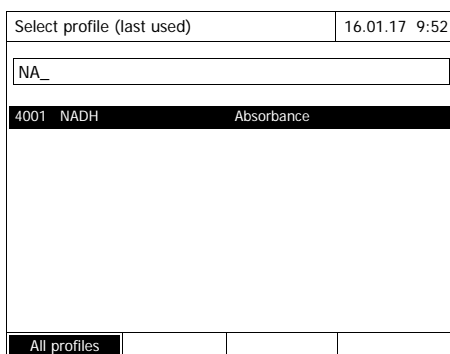 Select profile (last used) 16.01.17 9:52
NA_
4001 NADH Absorbance
All profiles